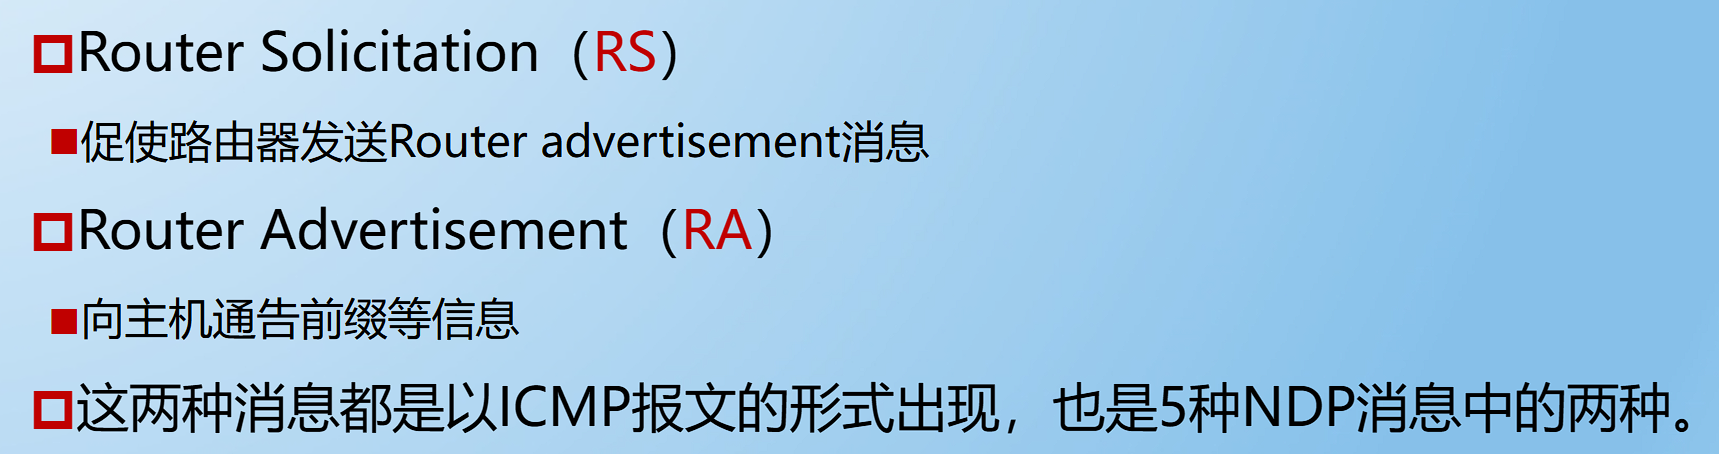 Router Solicitation（RS）
促使路由器发送Router advertisement消息
Router Advertisement（RA）
向主机通告前缀等信息
这两种消息都是以ICMP报文的形式出现，也是5种NDP消息中的两种。